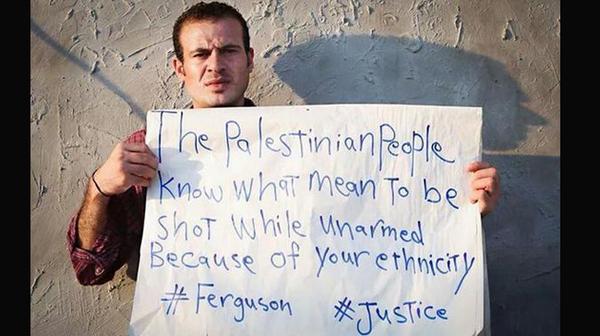 The Palestinian People
Know what mean To be
shot while unarmed
Because of your ethnicity
#Ferguson #Justice